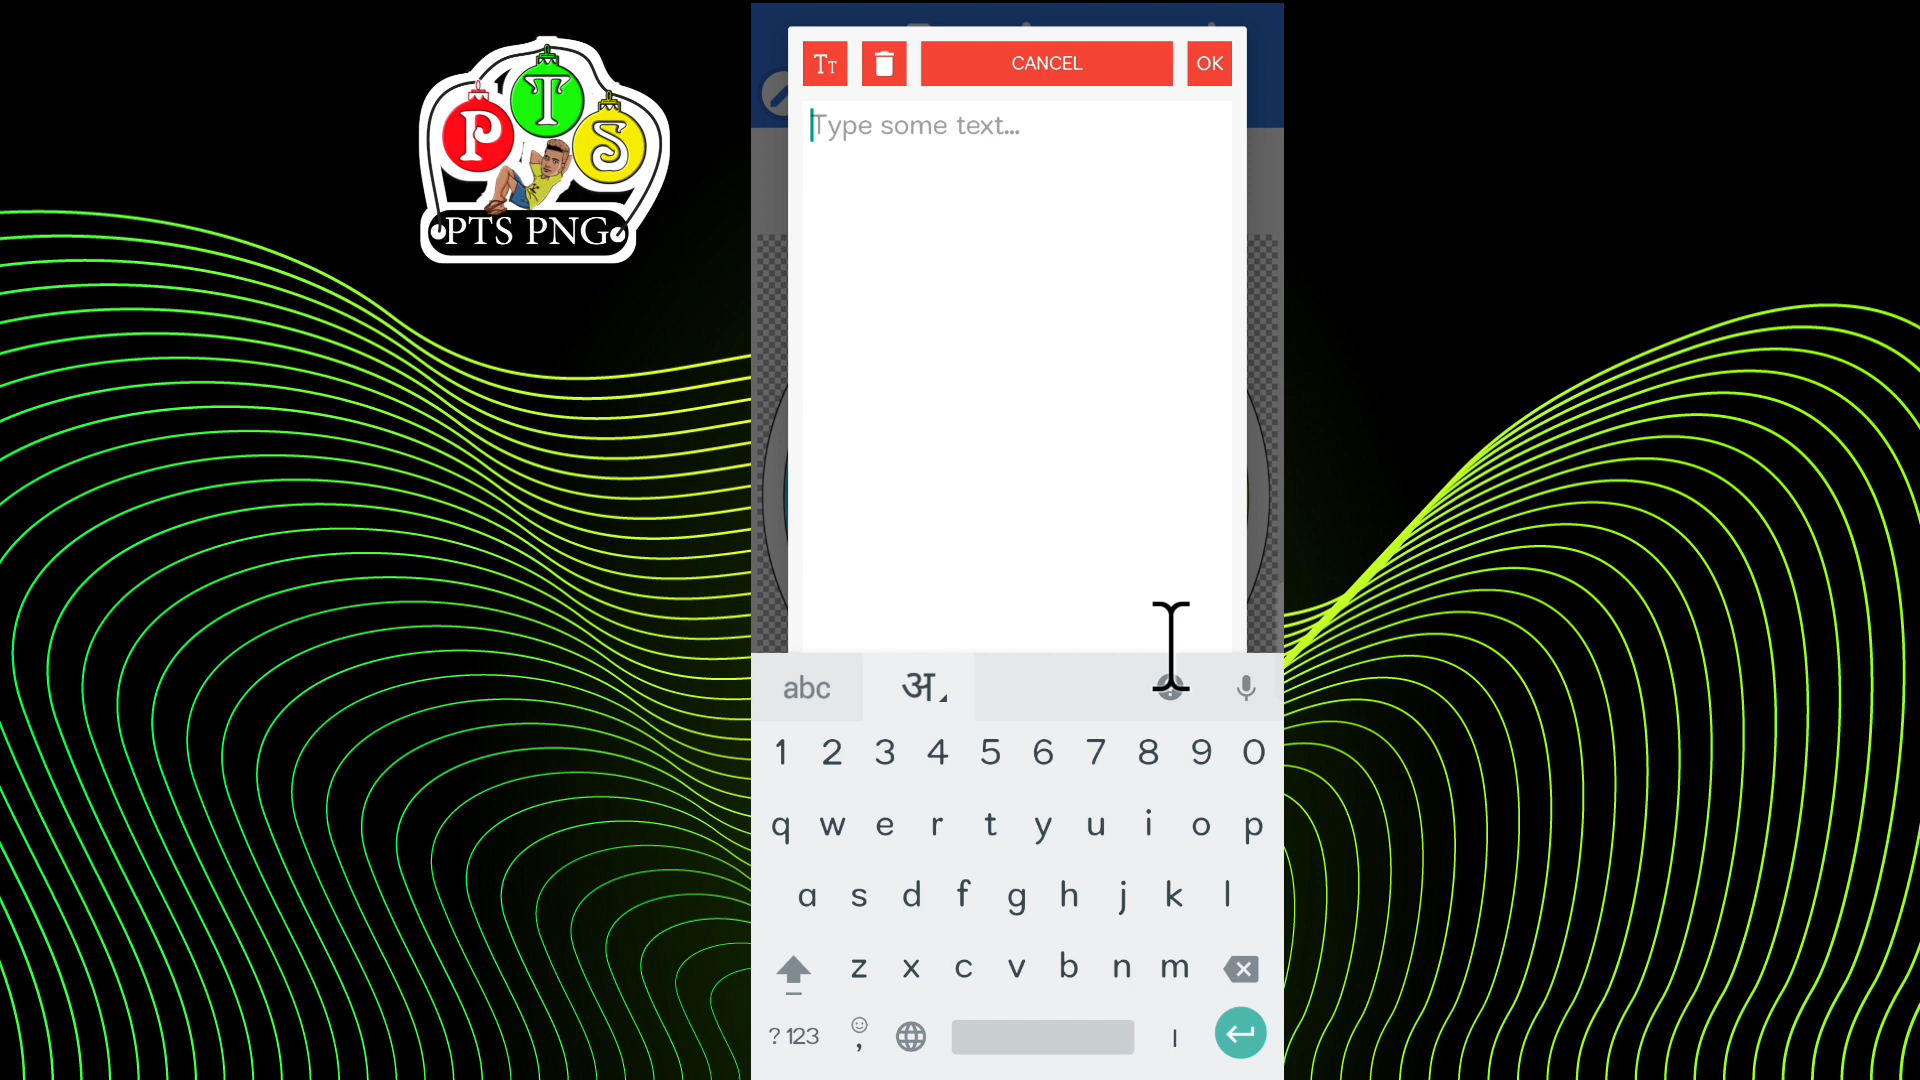 P T S
PTS PNG
Tт CANCEL OK
Type some text...
abc अ
1 2 3 4 5 6 7 8 9 0
q w e r t y u i o p
a s d f g h j k l
z x c v b n m
?123 , ।